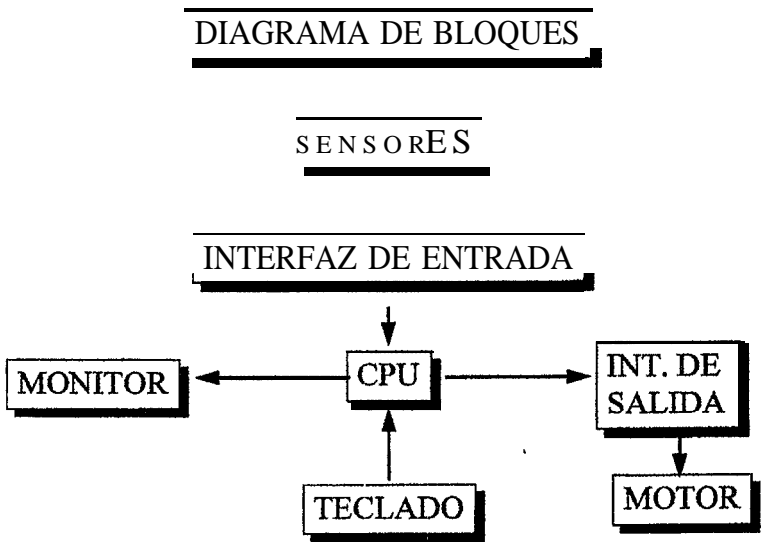 DIAGRAMA DE BLOQUES
SENSORES
INTERFAZ DE ENTRADA
MONITOR
CPU
INT. DE
SALIDA
TECLADO
MOTOR